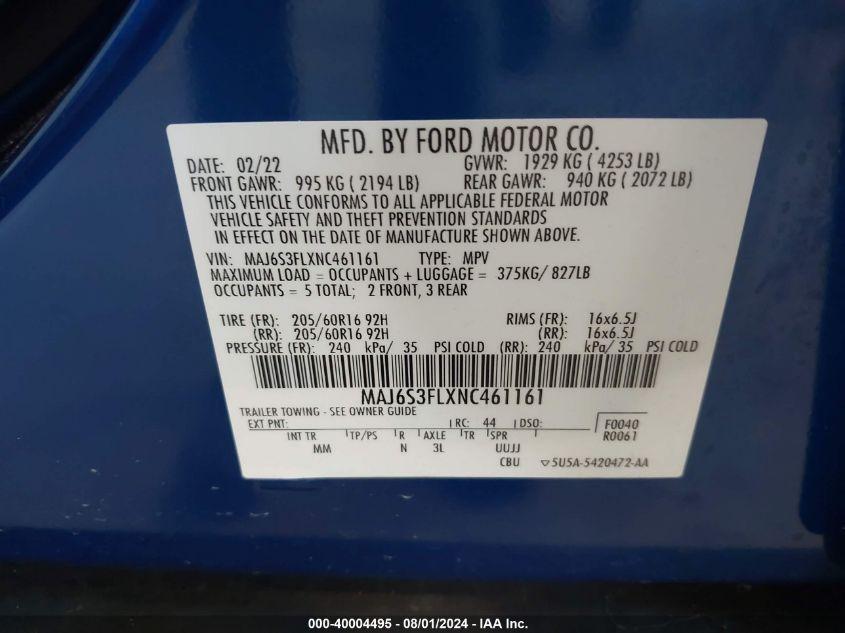 MFD. BY FORD MOTOR CO.
DATE: 02/22 GVWR: 1929 KG ( 4253 LB)
FRONT GAWR: 995 KG ( 2194 LB) REAR GAWR: 940 KG ( 2072 LB)
THIS VEHICLE CONFORMS TO ALL APPLICABLE FEDERAL MOTOR
VEHICLE SAFETY AND THEFT PREVENTION STANDARDS
IN EFFECT ON THE DATE OF MANUFACTURE SHOWN ABOVE.
VIN: MAJ6S3FLXNC461161 TYPE: MPV
MAXIMUM LOAD = OCCUPANTS + LUGGAGE = 375KG/ 827LB
OCCUPANTS = 5 TOTAL; 2 FRONT, 3 REAR
TIRE (FR): 205/60R16 92H RIMS (FR): 16x6.5J
(RR): 205/60R16 92H (RR): 16x6.5J
PRESSURE (FR): 240 kPa/ 35 PSI COLD (RR): 240 kPa/ 35 PSI COLD
MAJ6S3FLXNC461161
TRAILER TOWING - SEE OWNER GUIDE
EXT PNT: RC: 44 DSO: F0040
INT TR TP/PS R AXLE TR SPR R0061
MM N 3L UUJJ
CBU ▽5U5A-5420472-AA
000-40004495 - 08/01/2024 - IAA